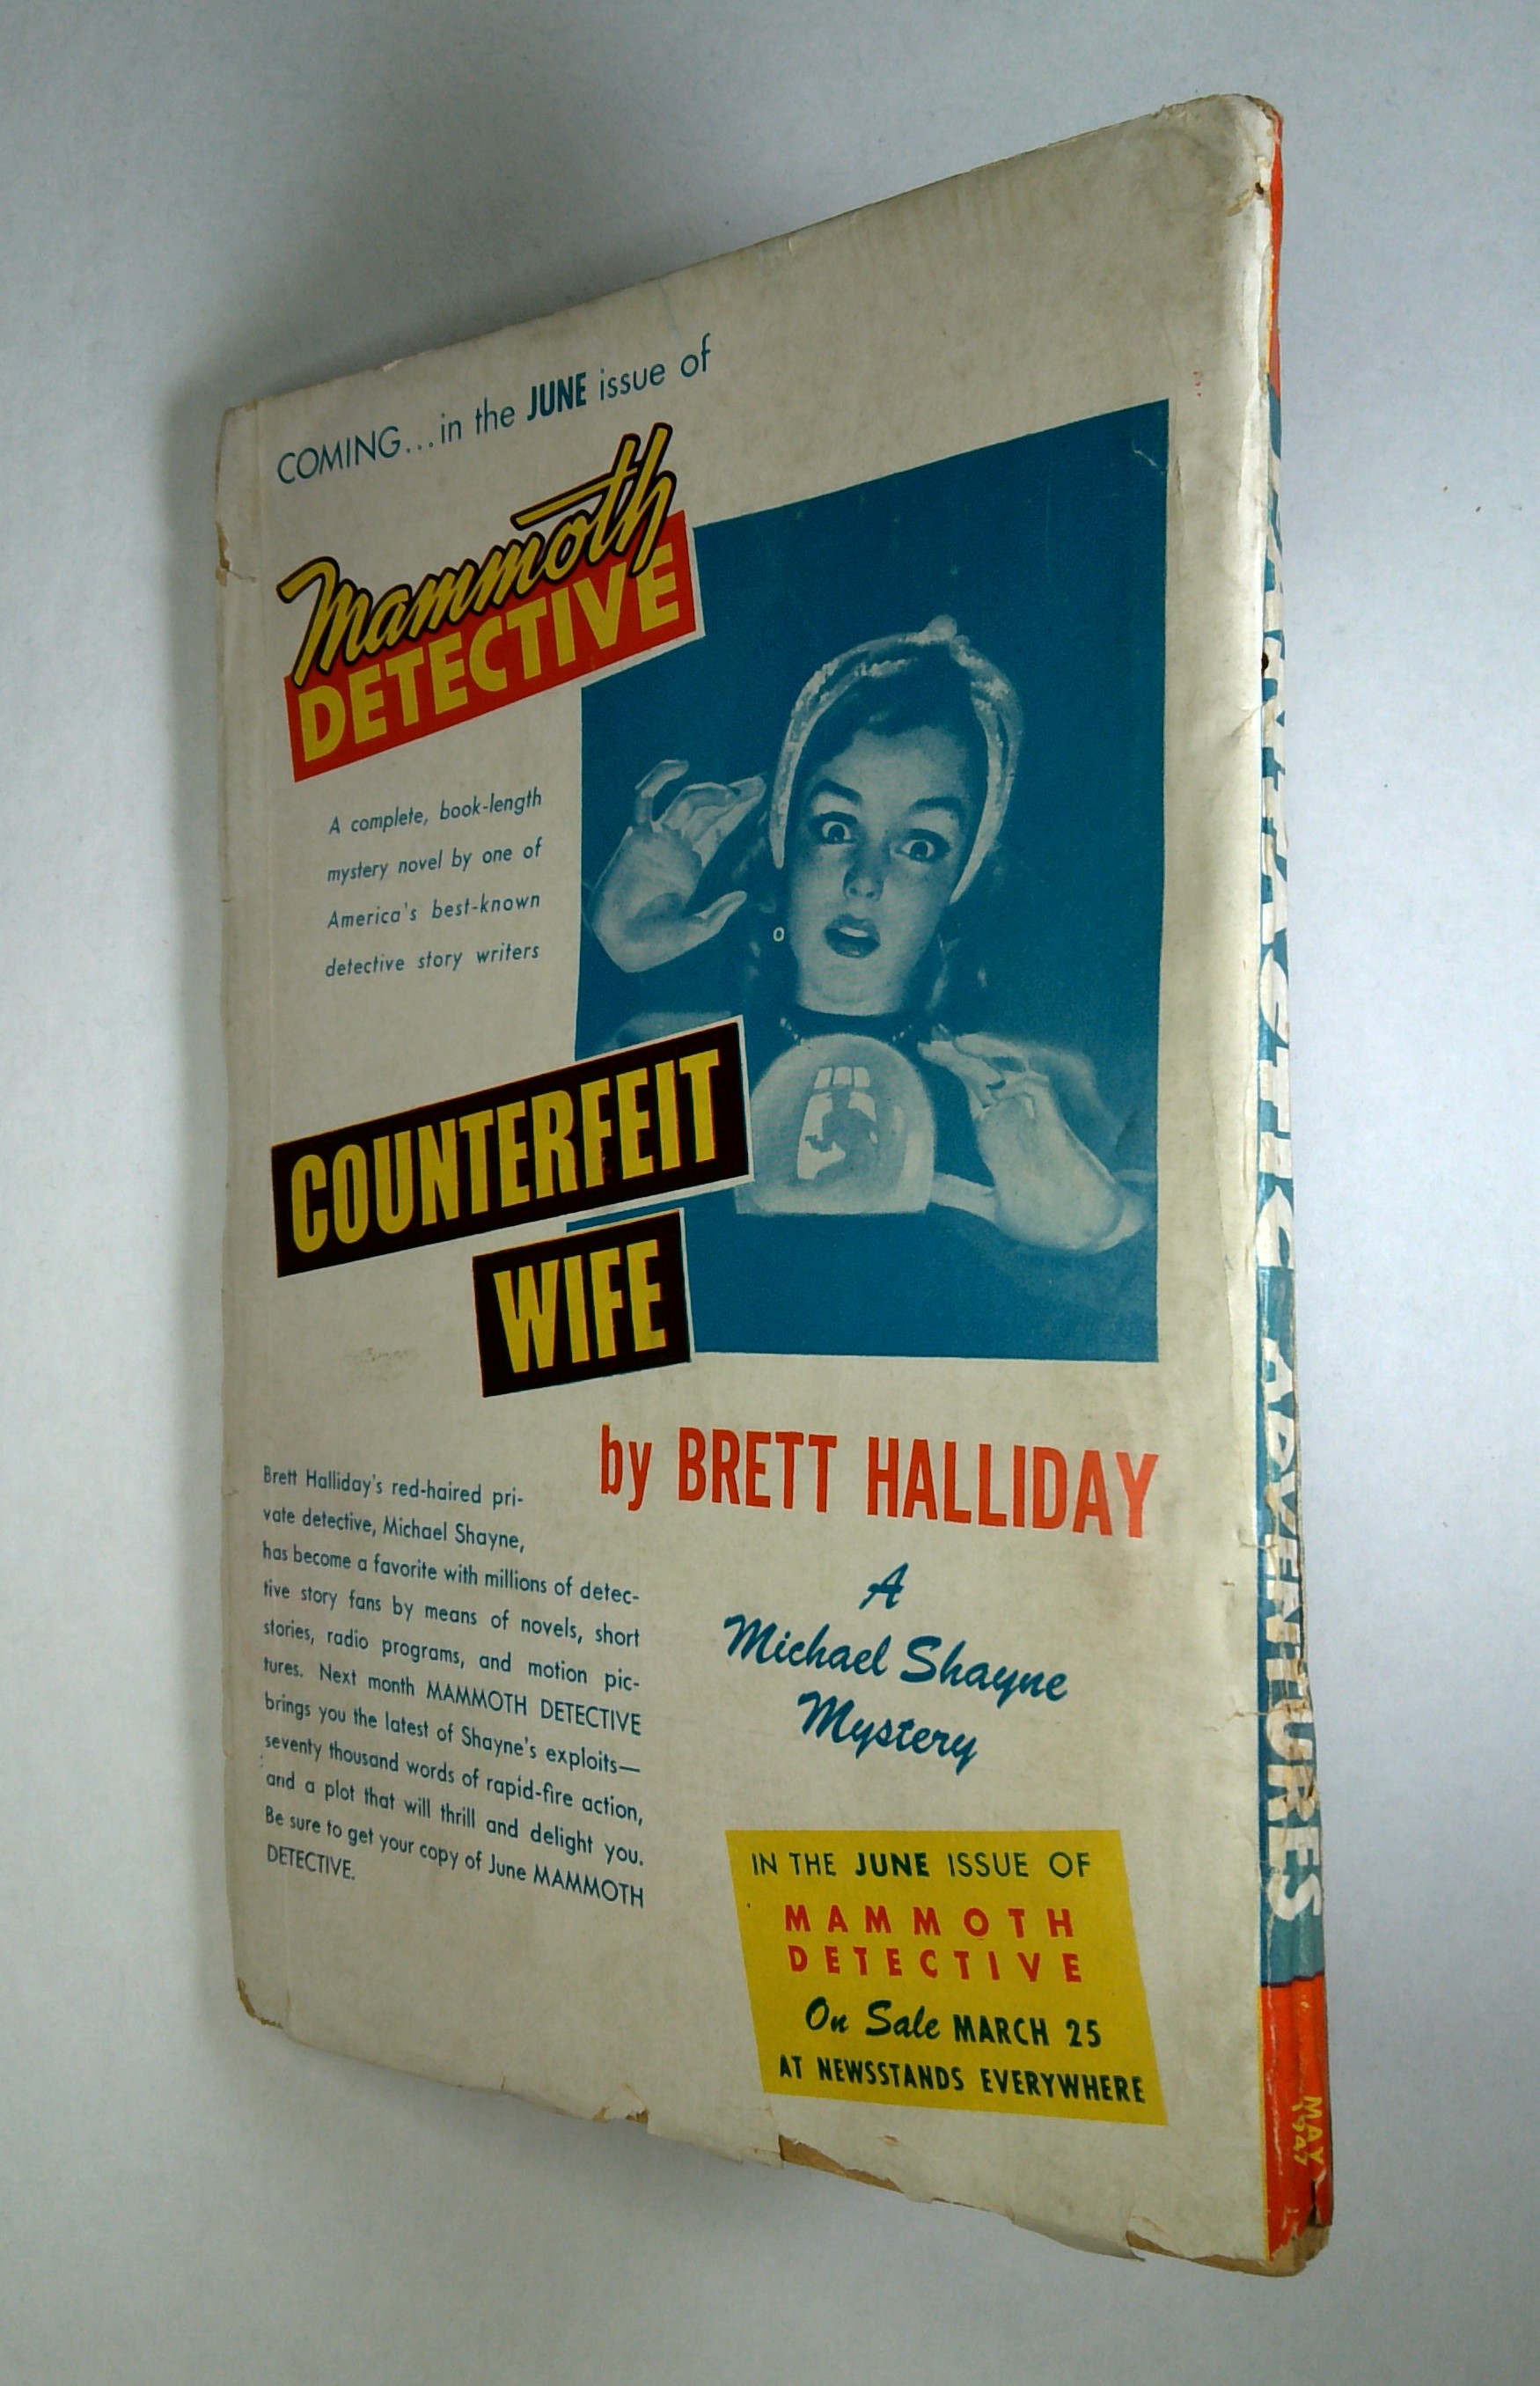 COMING...in the JUNE issue of
Mammoth
DETECTIVE
A complete, book-length
mystery novel by one of
America's best-known
detective story writers
COUNTERFEIT
WIFE
by BRETT HALLIDAY
Brett Halliday's red-haired pri-
vate detective, Michael Shayne,
has become a favorite with millions of detec-
tive story fans by means of novels, short
stories, radio programs, and motion pic-
tures. Next month MAMMOTH DETECTIVE
brings you the latest of Shayne's exploits—
seventy thousand words of rapid-fire action,
and a plot that will thrill and delight you.
Be sure to get your copy of June MAMMOTH
DETECTIVE.
A
Michael Shayne
Mystery
IN THE JUNE ISSUE OF
MAMMOTH
DETECTIVE
On Sale MARCH 25
AT NEWSSTANDS EVERYWHERE
FANTASTIC ADVENTURES
MAY
1947